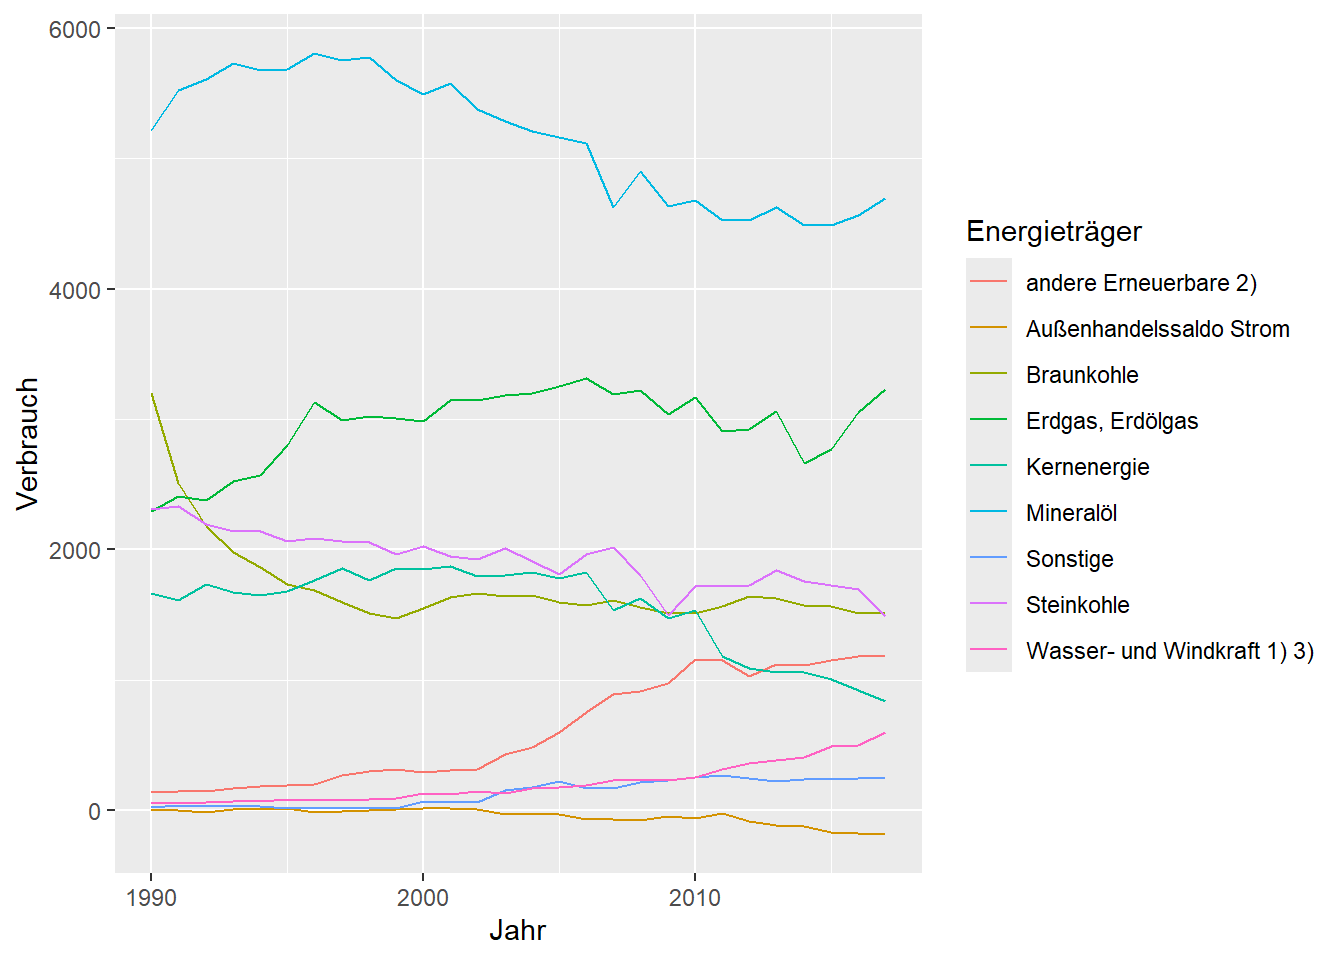 6000
4000
2000
0
Verbrauch
1990
2000
2010
Jahr
Energieträger
andere Erneuerbare 2)
Außenhandelssaldo Strom
Braunkohle
Erdgas, Erdölgas
Kernenergie
Mineralöl
Sonstige
Steinkohle
Wasser- und Windkraft 1) 3)